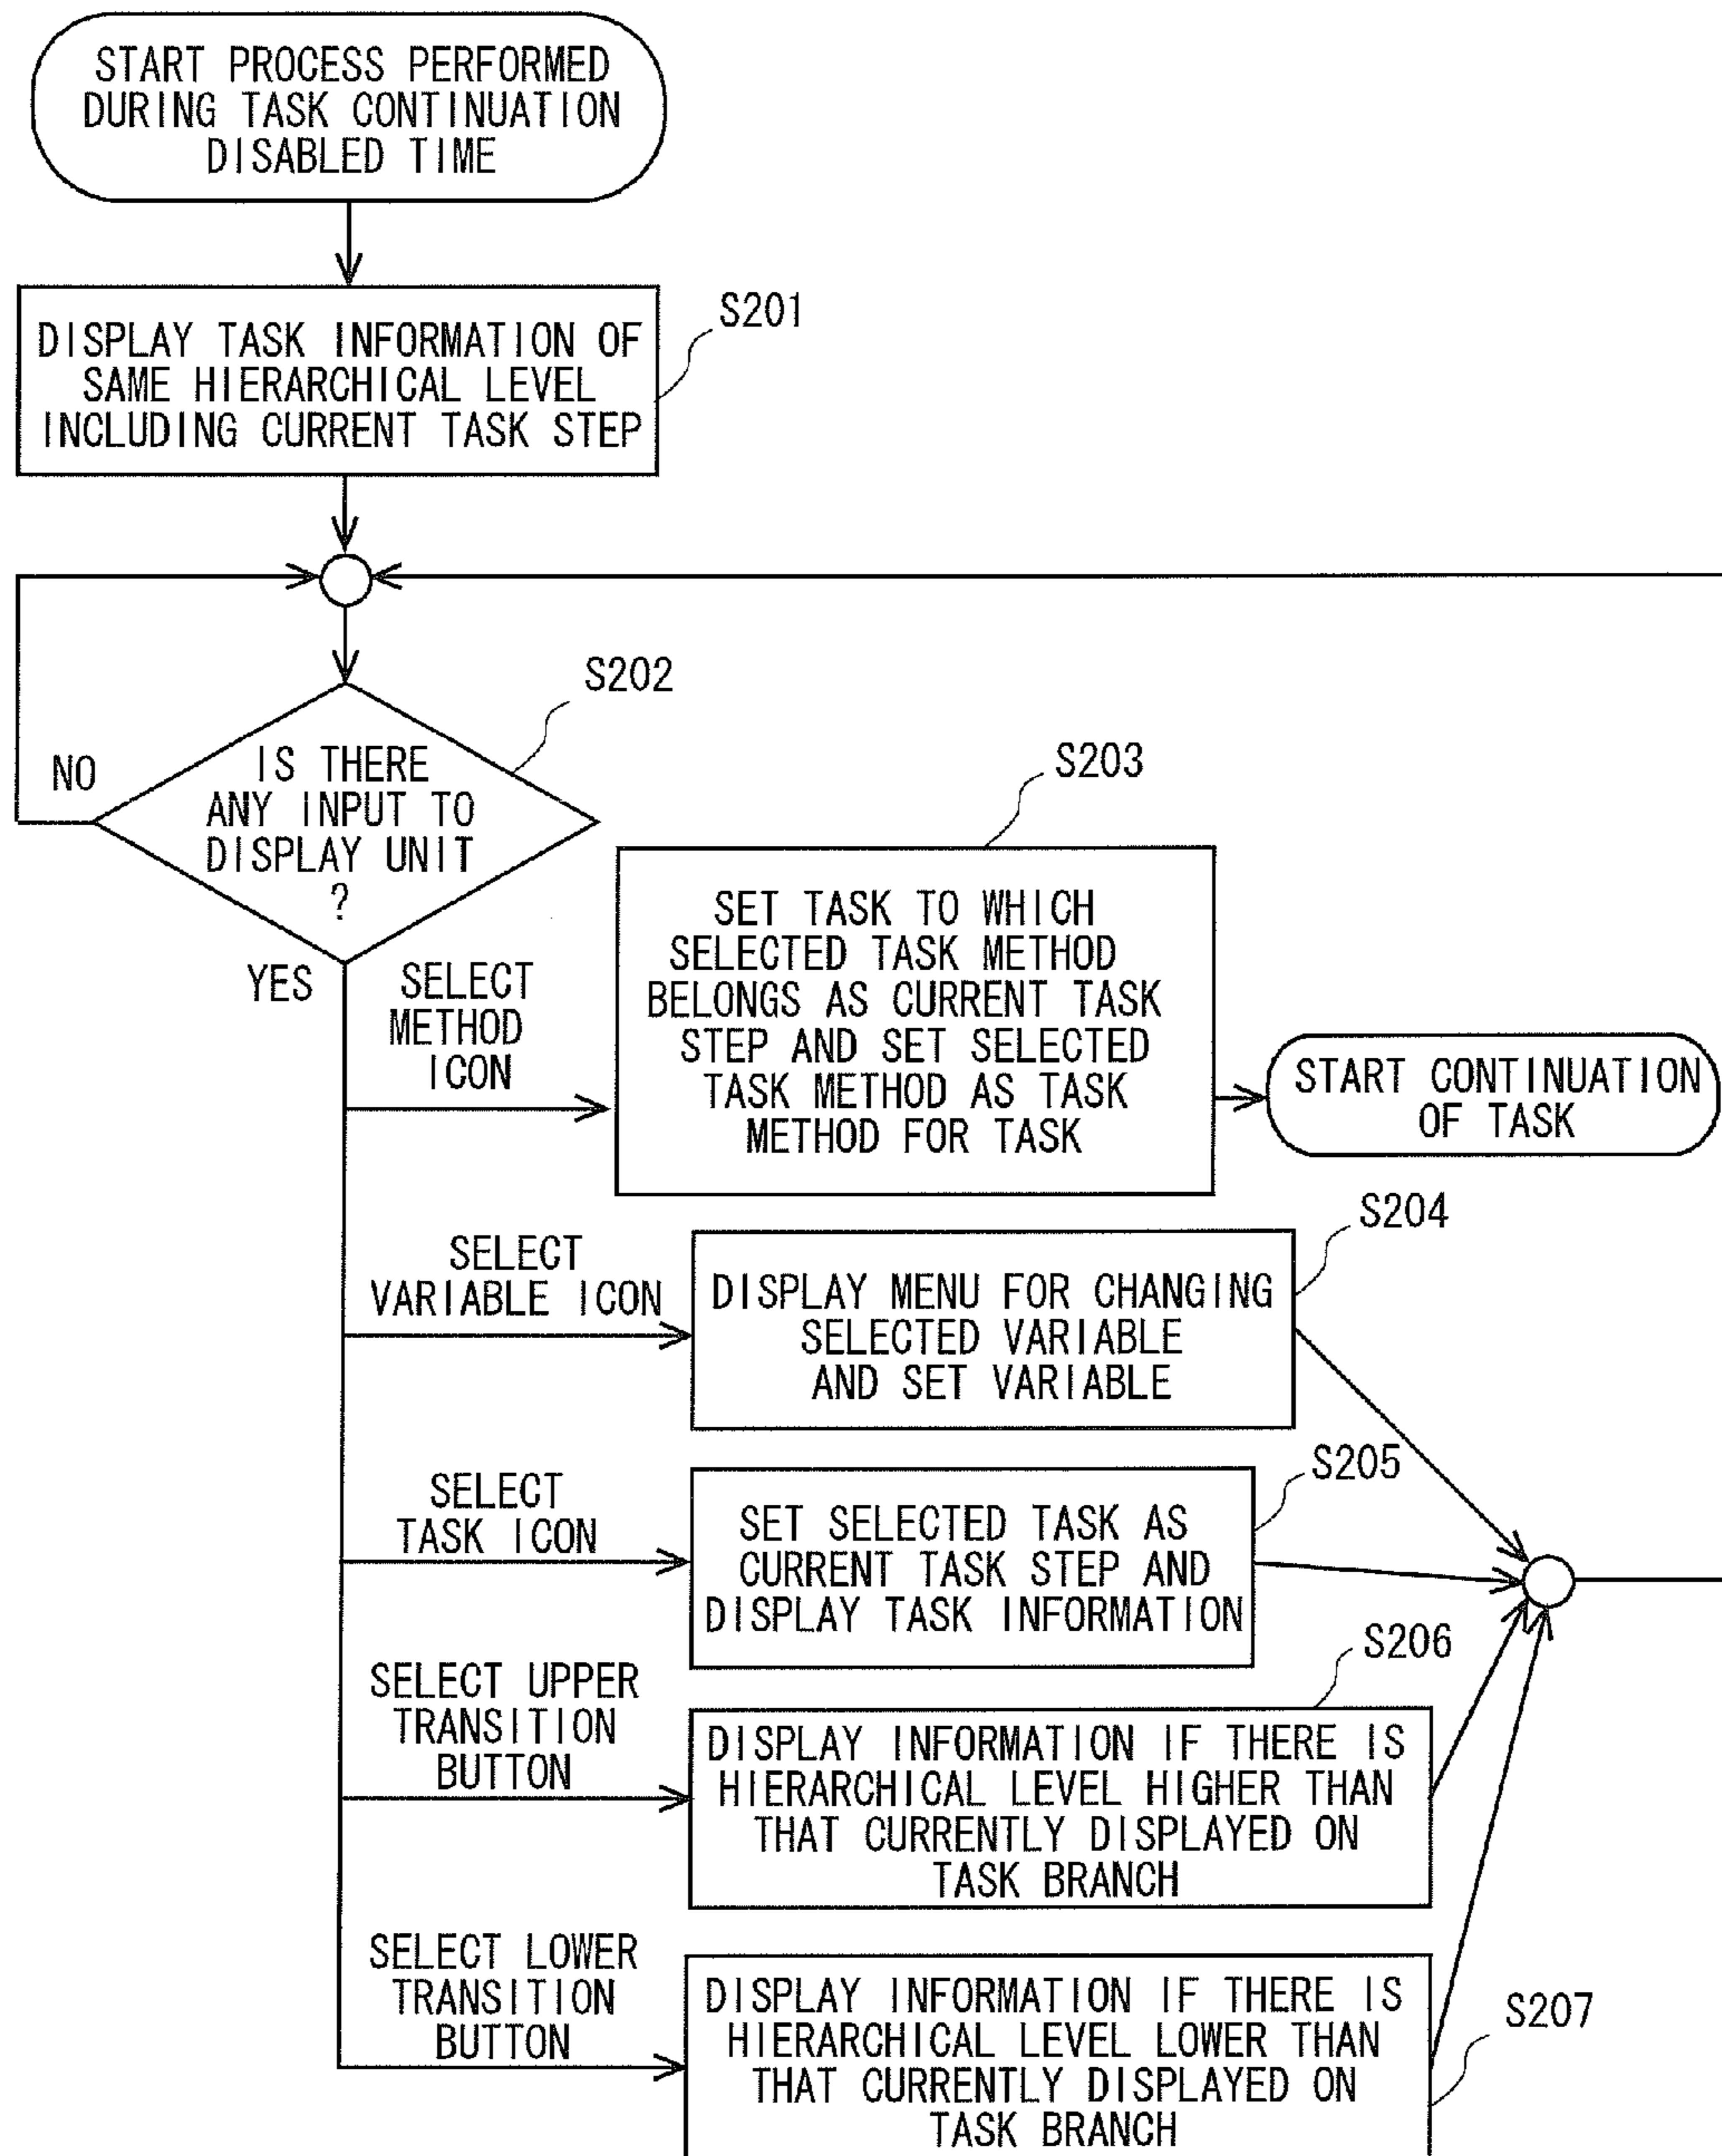 START PROCESS PERFORMED
DURING TASK CONTINUATION
DISABLED TIME
S201
DISPLAY TASK INFORMATION OF
SAME HIERARCHICAL LEVEL
INCLUDING CURRENT TASK STEP
S202
NO
IS THERE
ANY INPUT TO
DISPLAY UNIT
?
YES
SELECT
METHOD
ICON
S203
SET TASK TO WHICH
SELECTED TASK METHOD
BELONGS AS CURRENT TASK
STEP AND SET SELECTED
TASK METHOD AS TASK
METHOD FOR TASK
START CONTINUATION
OF TASK
SELECT
VARIABLE ICON
S204
DISPLAY MENU FOR CHANGING
SELECTED VARIABLE
AND SET VARIABLE
SELECT
TASK ICON
S205
SET SELECTED TASK AS
CURRENT TASK STEP AND
DISPLAY TASK INFORMATION
SELECT UPPER
TRANSITION
BUTTON
S206
DISPLAY INFORMATION IF THERE IS
HIERARCHICAL LEVEL HIGHER THAN
THAT CURRENTLY DISPLAYED ON
TASK BRANCH
SELECT LOWER
TRANSITION
BUTTON
S207
DISPLAY INFORMATION IF THERE IS
HIERARCHICAL LEVEL LOWER THAN
THAT CURRENTLY DISPLAYED ON
TASK BRANCH